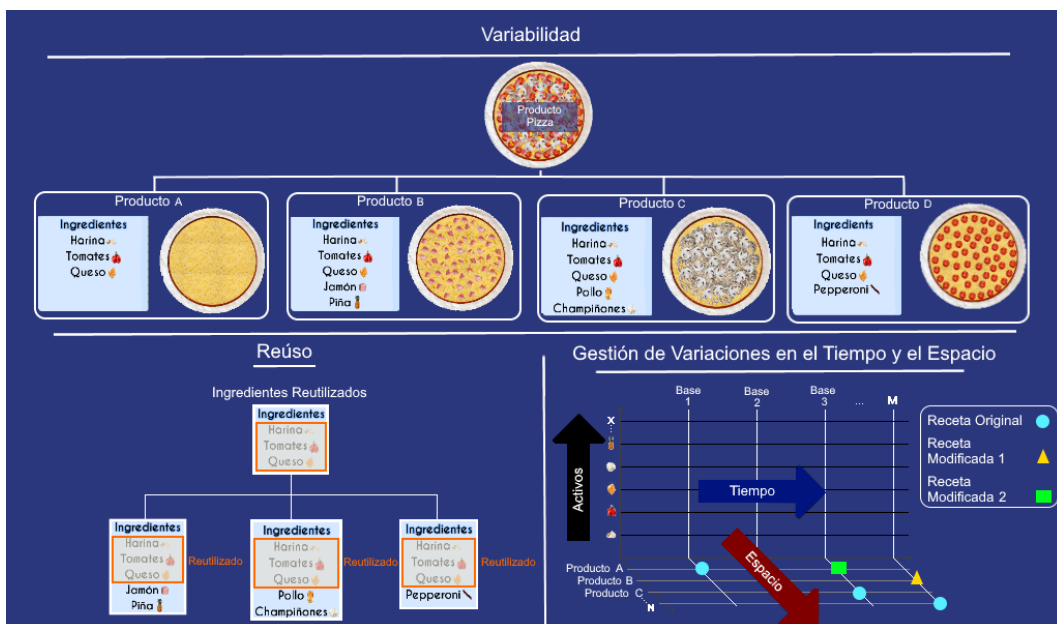 Variabilidad
Producto
Pizza
Producto A
Ingredientes
Harina
Tomates
Queso
Producto B
Ingredientes
Harina
Tomates
Queso
Jamón
Piña
Producto C
Ingredientes
Harina
Tomates
Queso
Pollo
Champiñones
Producto D
Ingredients
Harina
Tomates
Queso
Pepperoni
Reúso
Ingredientes Reutilizados
Ingredientes
Harina
Tomates
Queso
Ingredientes
Harina
Tomates
Queso
Jamón
Piña
Reutilizado
Ingredientes
Harina
Tomates
Queso
Pollo
Champiñones
Reutilizado
Ingredientes
Harina
Tomates
Queso
Pepperoni
Reutilizado
Gestión de Variaciones en el Tiempo y el Espacio
Base
1
Base
2
Base
3
...
M
X
Activos
Tiempo
Espacio
Producto A
Producto B
Producto C
N
Receta Original
Receta
Modificada 1
Receta
Modificada 2